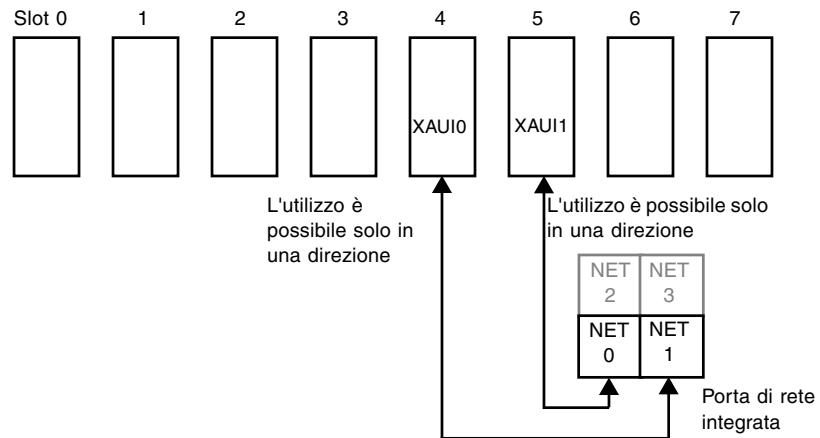 Slot 0 1 2 3 4 5 6 7
XAUI0 XAUI1
L'utilizzo è
possibile solo in
una direzione
L'utilizzo è possibile solo
in una direzione
NET NET
2 3
NET NET
0 1
Porta di rete
integrata